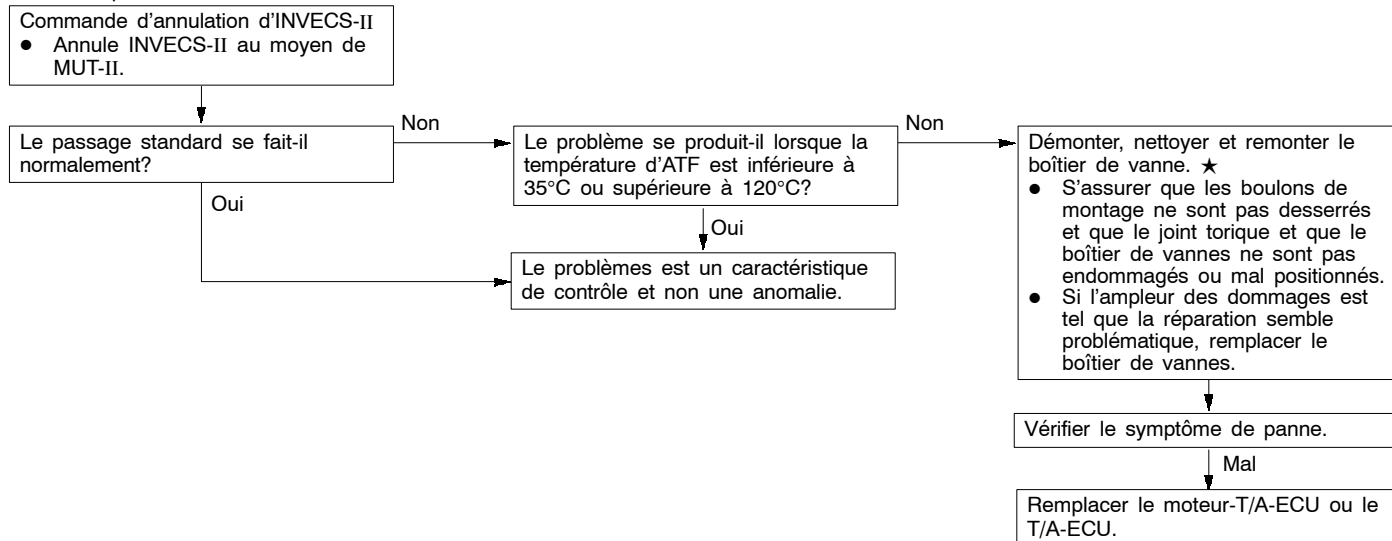 Commande d'annulation d'INVECS-II
● Annule INVECS-II au moyen de
MUT-II.
Le passage standard se fait-il
normalement?
Non
Oui
Le problème se produit-il lorsque la
température d'ATF est inférieure à
35°C ou supérieure à 120°C?
Non
Oui
Le problèmes est un caractéristique
de contrôle et non une anomalie.
Démonter, nettoyer et remonter le
boîtier de vanne. ★
● S'assurer que les boulons de
montage ne sont pas desserrés
et que le joint torique et que le
boîtier de vannes ne sont pas
endommagés ou mal positionnés.
● Si l'ampleur des dommages est
tel que la réparation semble
problématique, remplacer le
boîtier de vannes.
Vérifier le symptôme de panne.
Mal
Remplacer le moteur-T/A-ECU ou le
T/A-ECU.